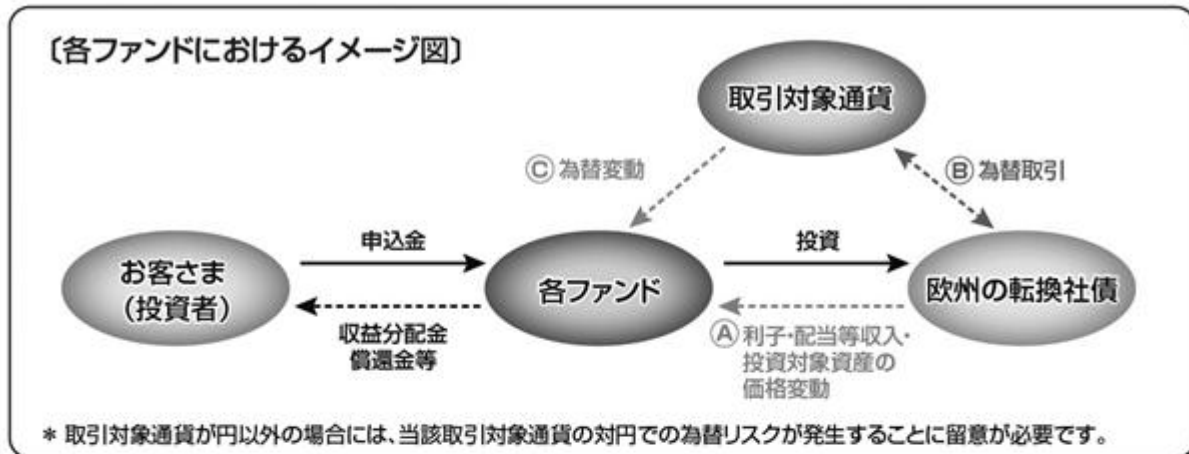 〔各ファンドにおけるイメージ図〕
取引対象通貨
Ⓒ 為替変動
Ⓑ 為替取引
お客さま
(投資者)
申込金
収益分配金
償還金等
各ファンド
投資
欧州の転換社債
Ⓐ 利子・配当等収入・
投資対象資産の
価格変動
* 取引対象通貨が円以外の場合には、当該取引対象通貨の対円での為替リスクが発生することに留意が必要です。